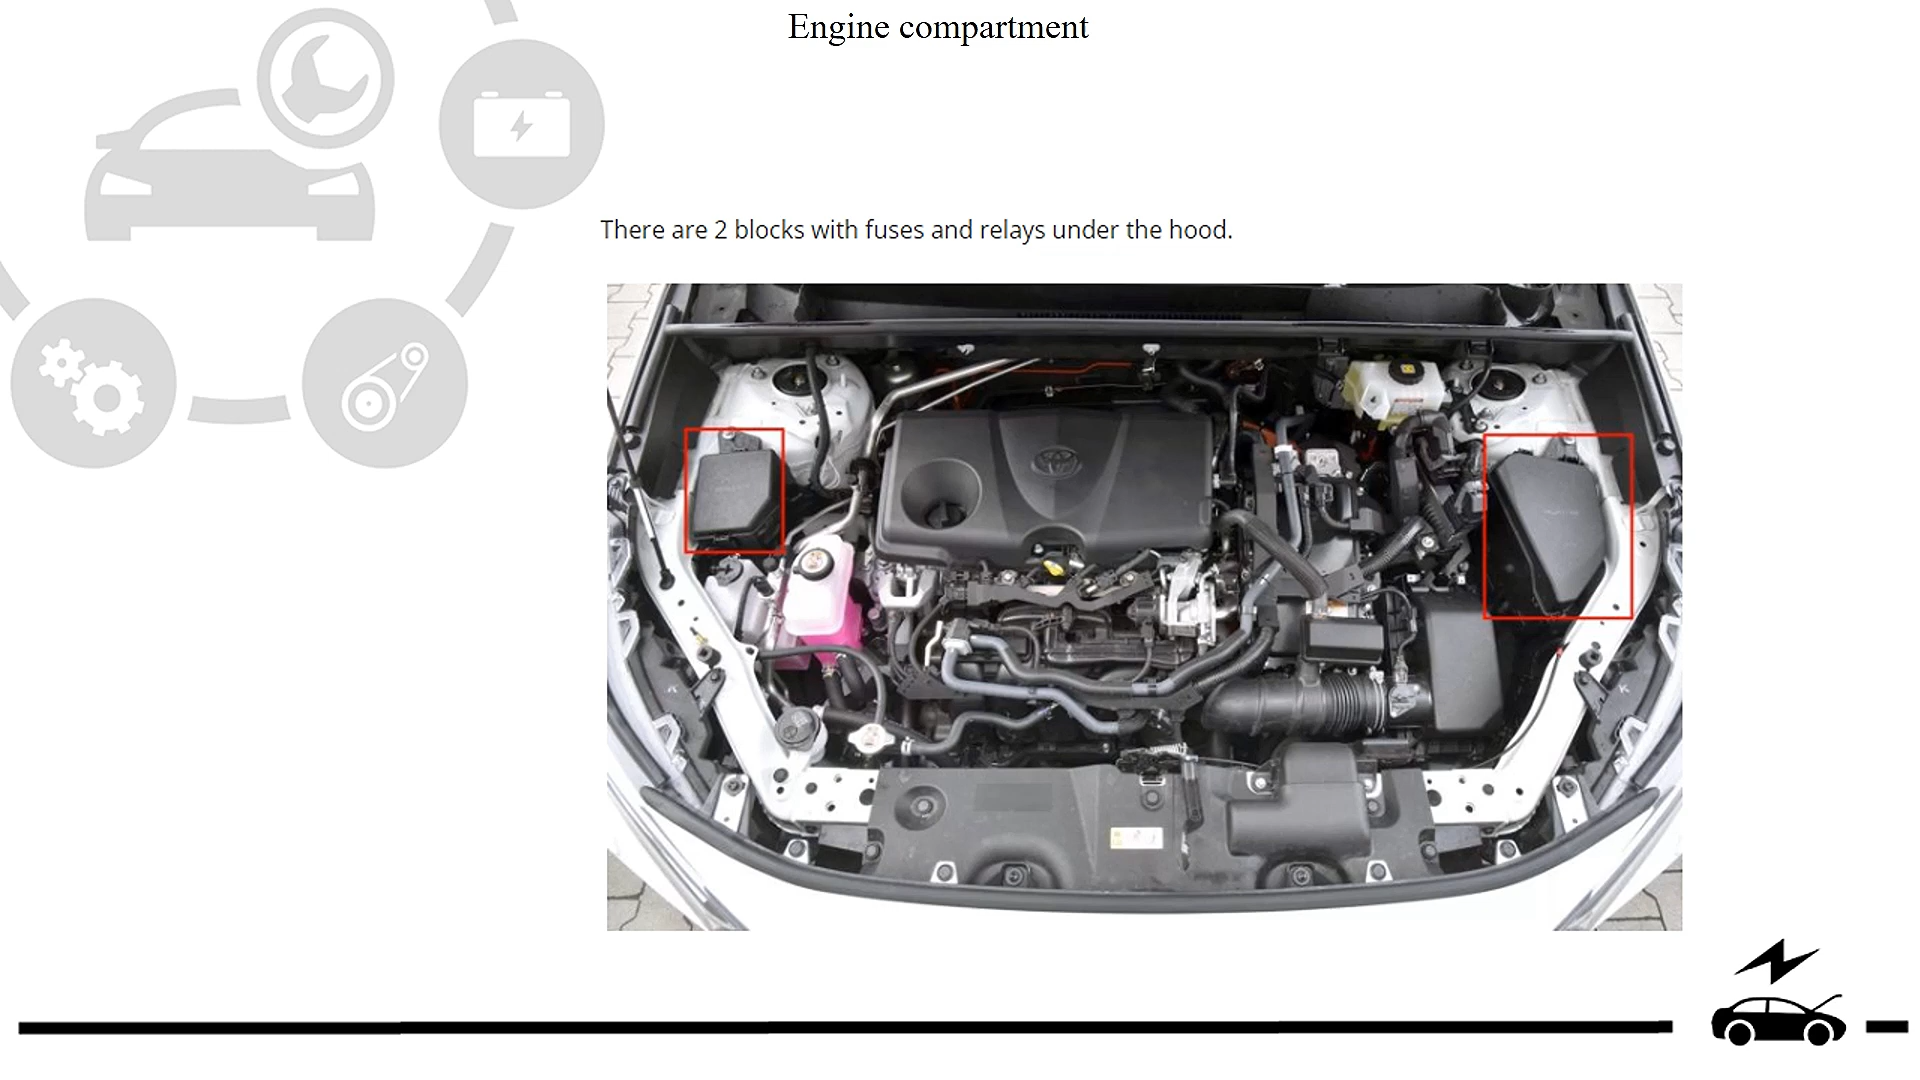 Engine compartment
There are 2 blocks with fuses and relays under the hood.